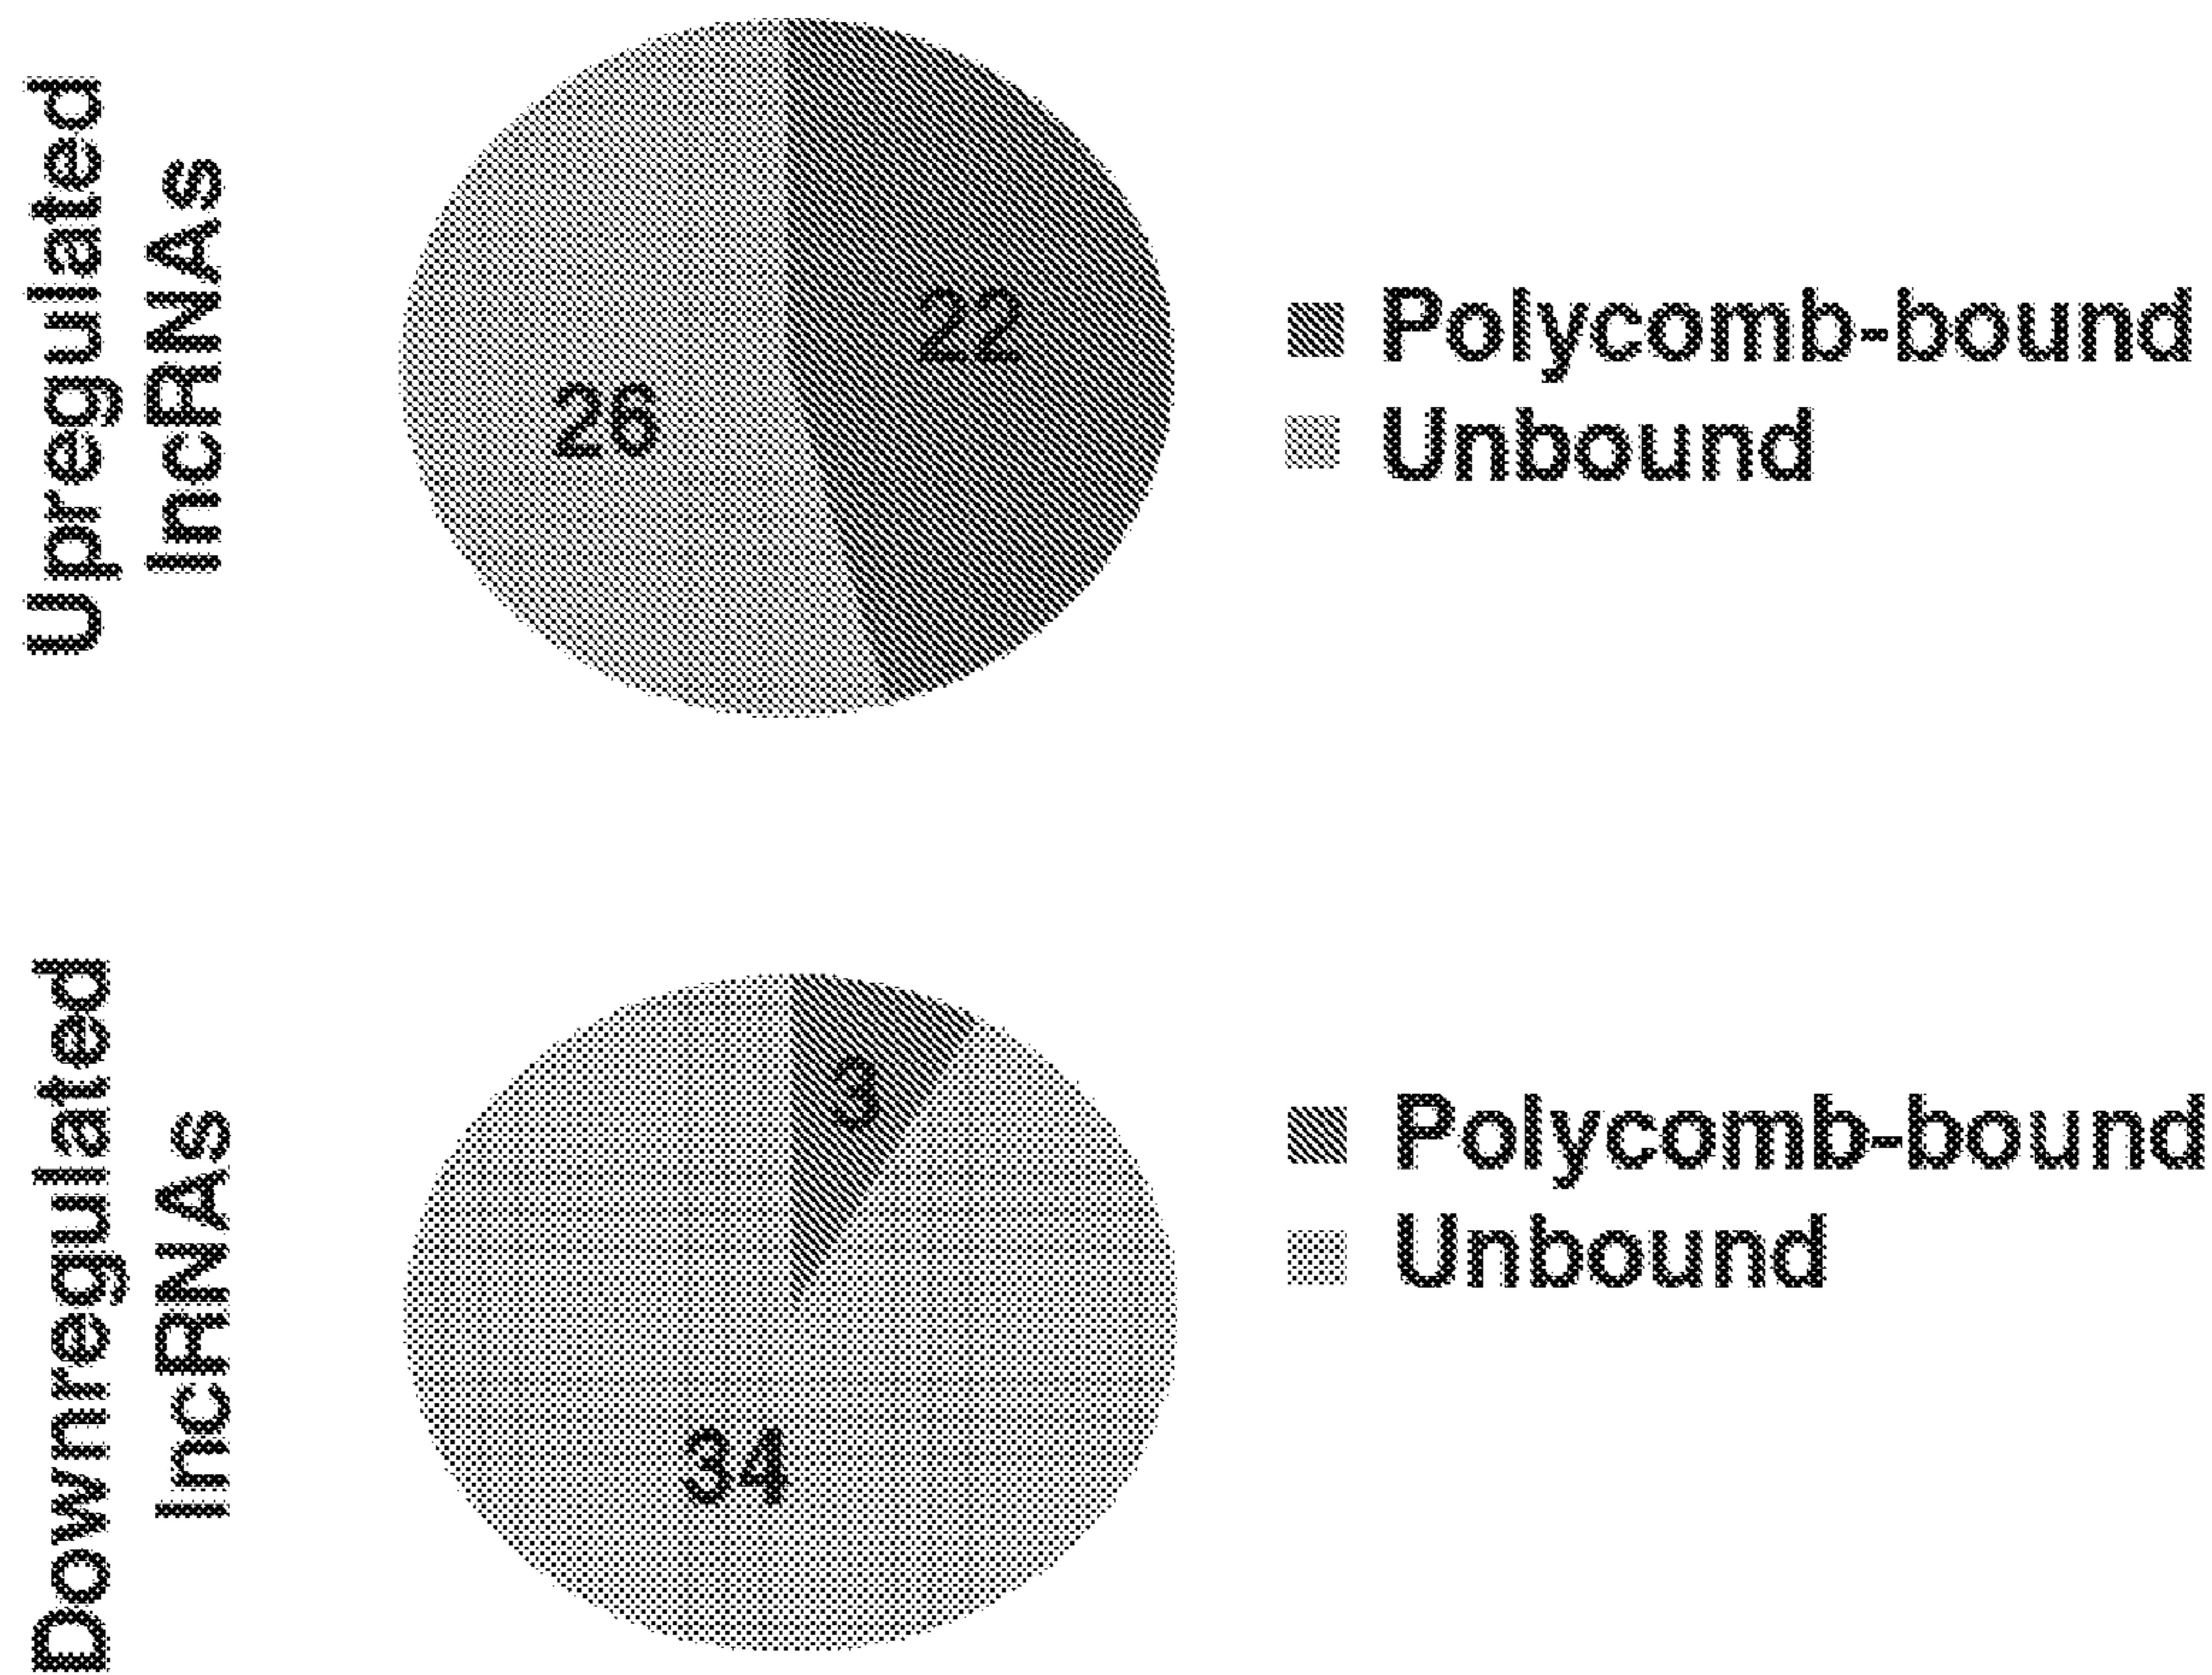 Upregulated
lncRNAs
22
26
Polycomb-bound
Unbound
Downregulated
lncRNAs
3
34
Polycomb-bound
Unbound